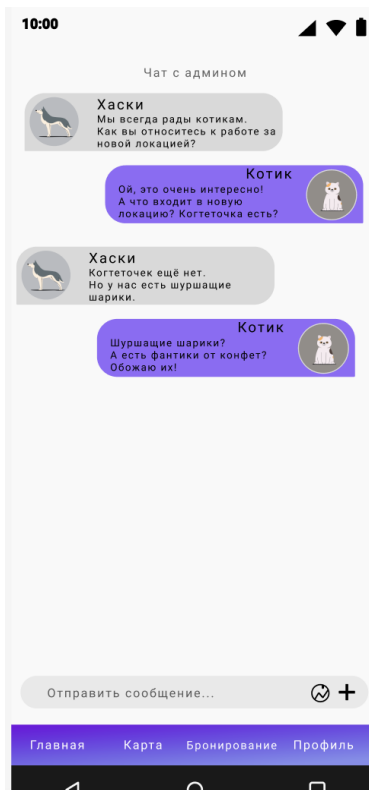 10:00
Чат с админом
Хаски
Мы всегда рады котикам.
Как вы относитесь к работе за
новой локацией?
Котик
Ой, это очень интересно!
А что входит в новую
локацию? Когтеточка есть?
Хаски
Когтеточек ещё нет.
Но у нас есть шуршащие
шарики.
Котик
Шуршащие шарики?
А есть фантики от конфет?
Обожаю их!
Отправить сообщение...
Главная Карта Бронирование Профиль